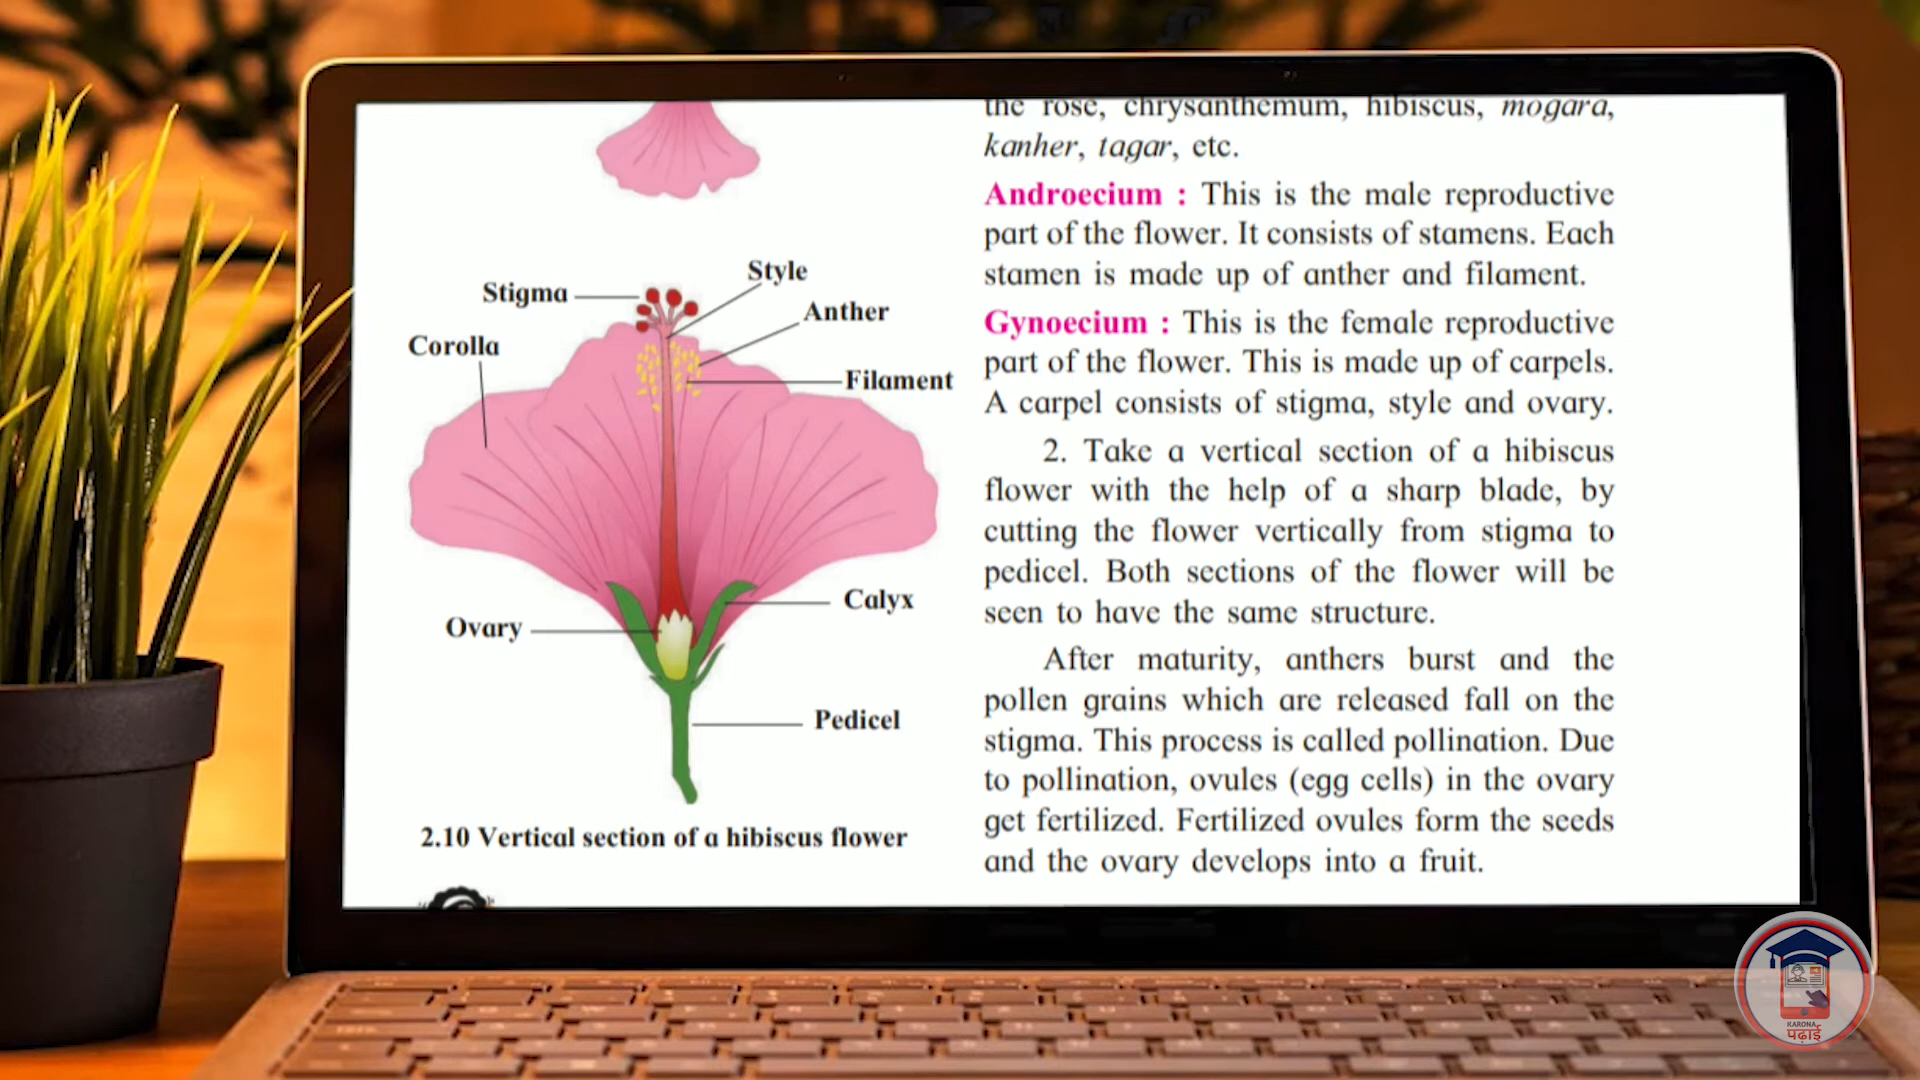 Stigma
Style
Anther
Corolla
Filament
Calyx
Ovary
Pedicel
2.10 Vertical section of a hibiscus flower
the rose, chrysanthemum, hibiscus, mogara,
kanher, tagar, etc.
Androecium : This is the male reproductive
part of the flower. It consists of stamens. Each
stamen is made up of anther and filament.
Gynoecium : This is the female reproductive
part of the flower. This is made up of carpels.
A carpel consists of stigma, style and ovary.
2. Take a vertical section of a hibiscus
flower with the help of a sharp blade, by
cutting the flower vertically from stigma to
pedicel. Both sections of the flower will be
seen to have the same structure.
After maturity, anthers burst and the
pollen grains which are released fall on the
stigma. This process is called pollination. Due
to pollination, ovules (egg cells) in the ovary
get fertilized. Fertilized ovules form the seeds
and the ovary develops into a fruit.
KARONA
पढ़ाई